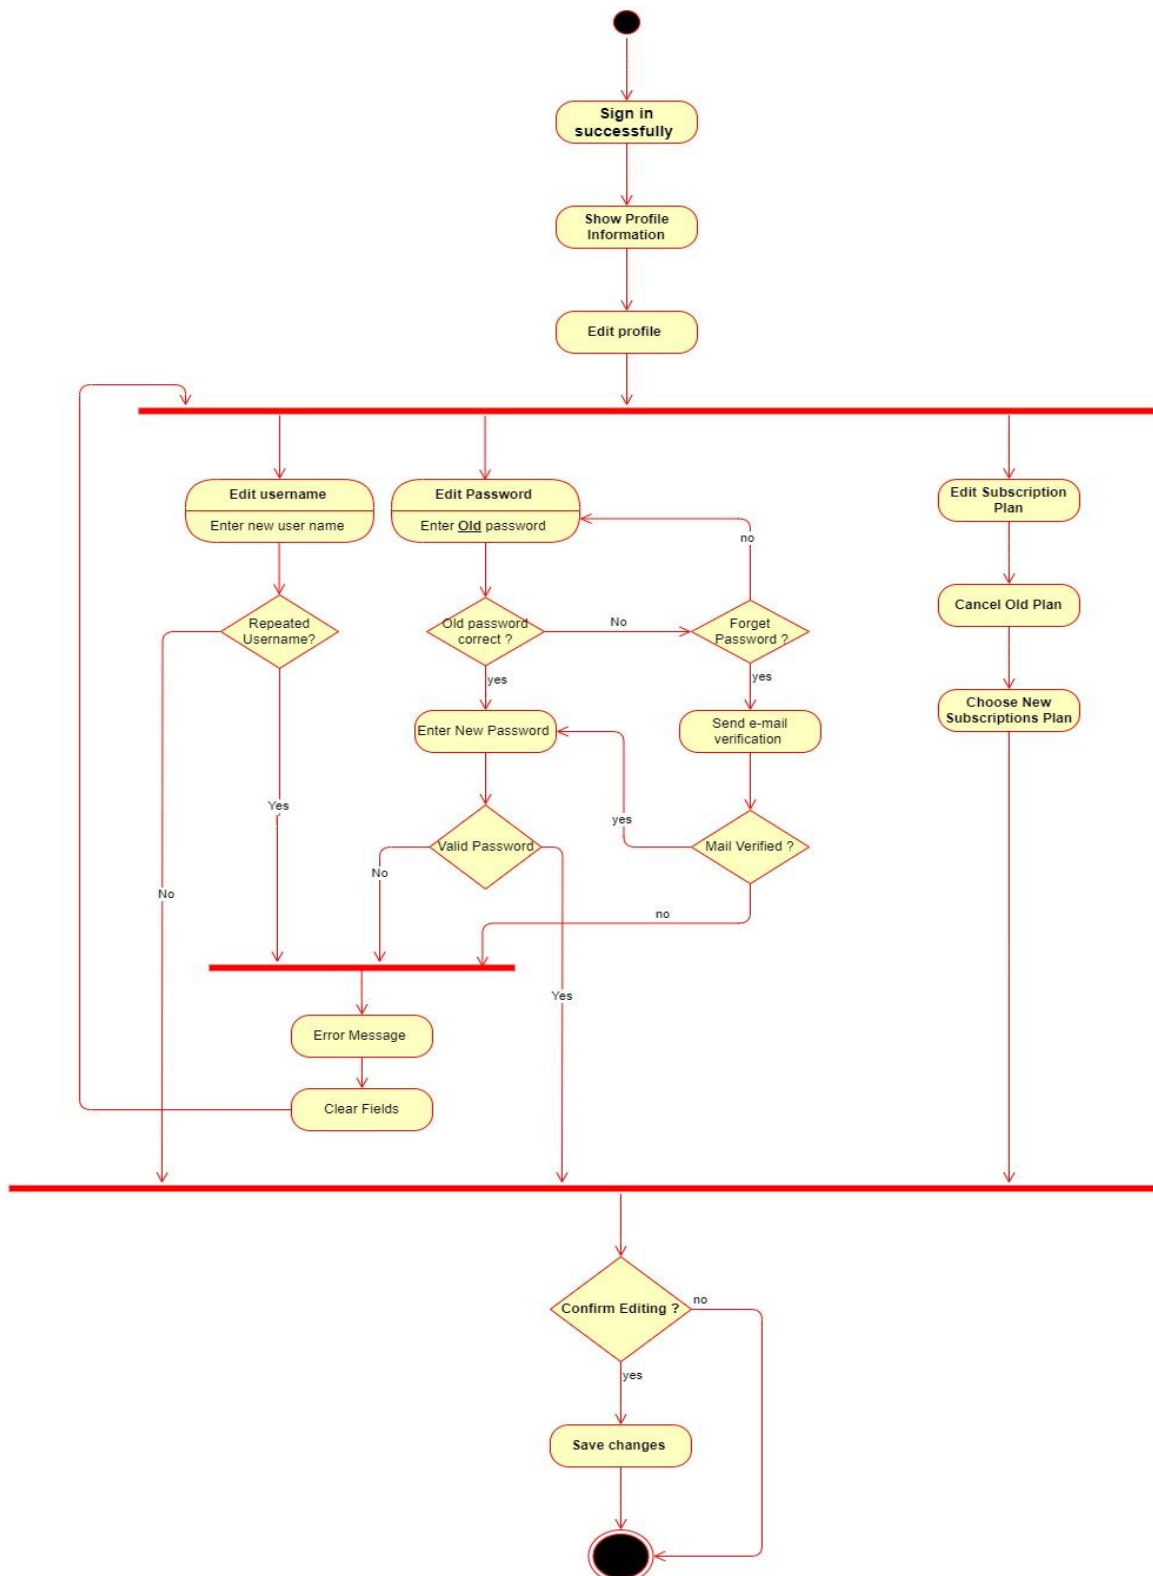 Sign in
successfully
Show Profile
Information
Edit profile
Edit username
Enter new user name
Edit Password
Enter Old password
Edit Subscription
Plan
no
Repeated
Username?
Old password
correct ?
No
Forget
Password ?
Cancel Old Plan
yes
yes
Enter New Password
Send e-mail
verification
Choose New
Subscriptions Plan
Yes
yes
Valid Password
Mail Verified ?
No
No
no
Yes
Error Message
Clear Fields
Confirm Editing ?
no
yes
Save changes